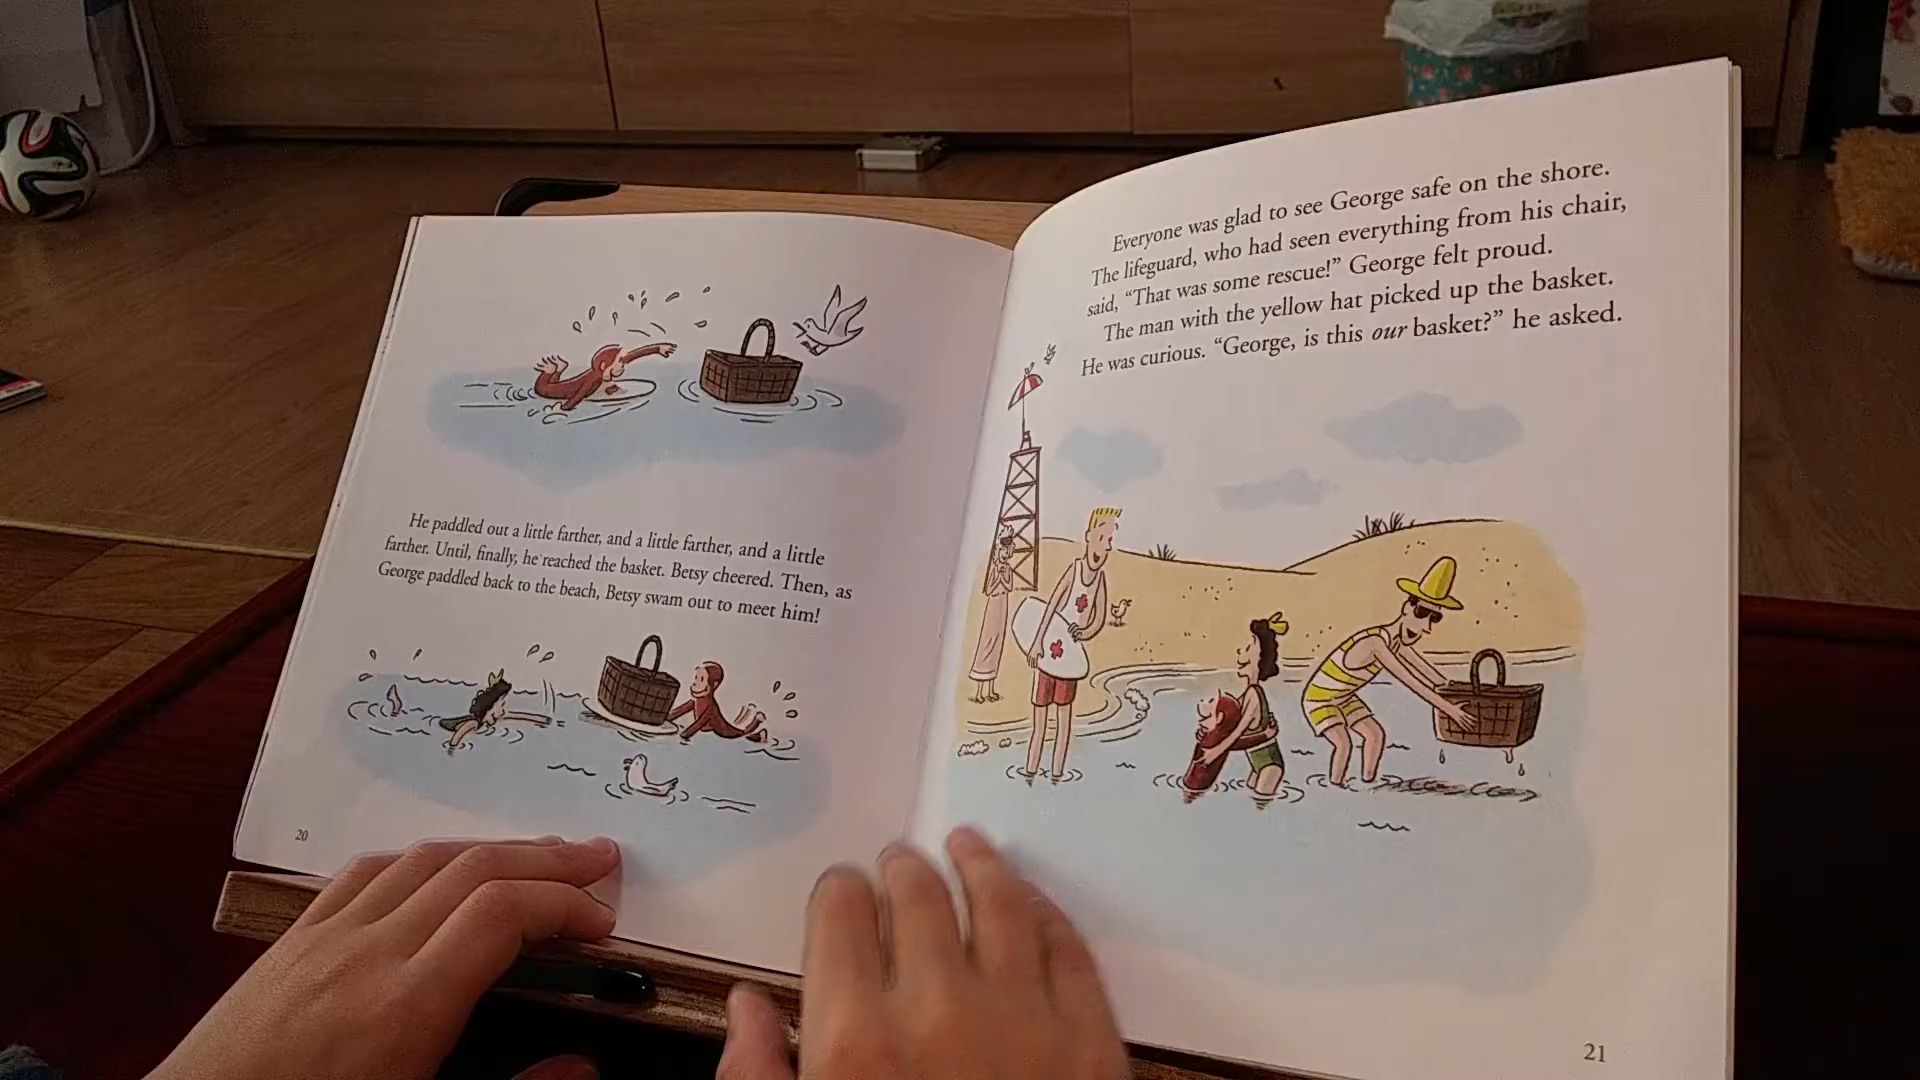 He paddled out a little farther, and a little farther, and a little
farther. Until, finally, he reached the basket. Betsy cheered. Then, as
George paddled back to the beach, Betsy swam out to meet him!
20
Everyone was glad to see George safe on the shore.
The lifeguard, who had seen everything from his chair,
said, “That was some rescue!” George felt proud.
The man with the yellow hat picked up the basket.
He was curious. “George, is this our basket?” he asked.
21